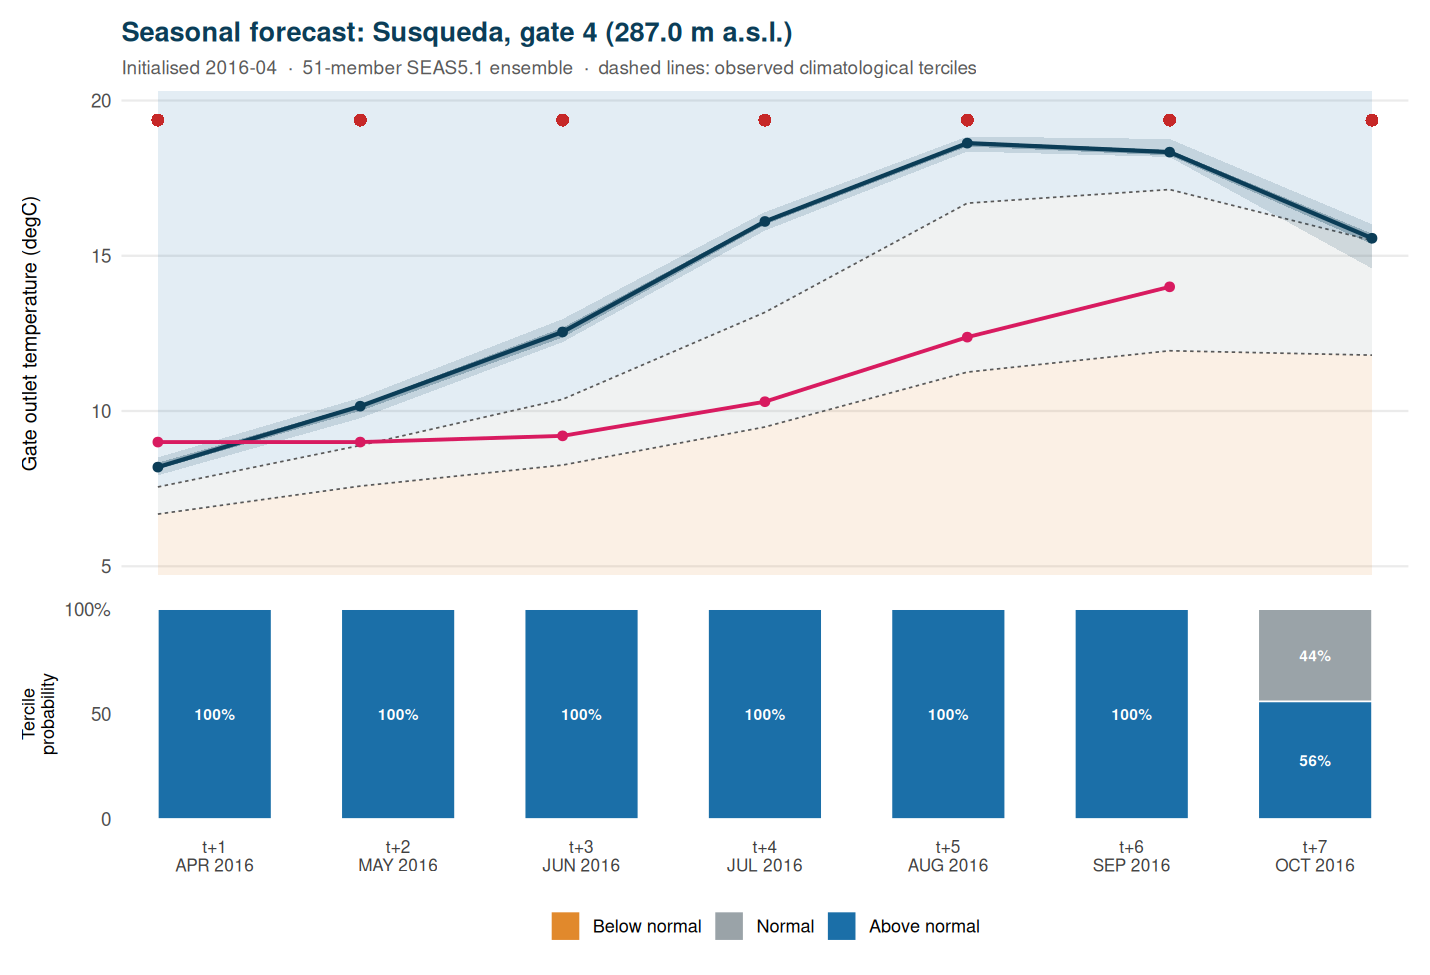 Seasonal forecast: Susqueda, gate 4 (287.0 m a.s.l.)
Initialised 2016-04 · 51-member SEAS5.1 ensemble · dashed lines: observed climatological terciles
Gate outlet temperature (degC)
20
15
10
5
Tercile
probability
100%
50
0
100%
100%
100%
100%
100%
100%
44%
56%
t+1
APR 2016
t+2
MAY 2016
t+3
JUN 2016
t+4
JUL 2016
t+5
AUG 2016
t+6
SEP 2016
t+7
OCT 2016
Below normal
Normal
Above normal